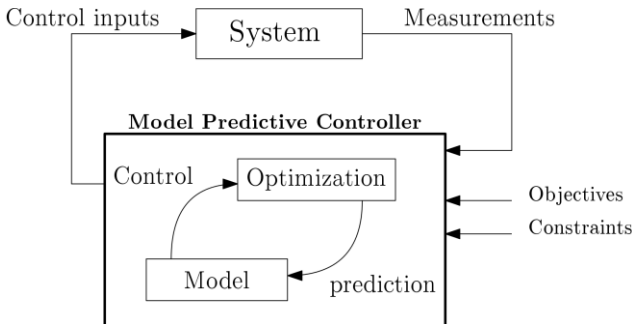 Control inputs
System
Measurements
Model Predictive Controller
Control
Optimization
Objectives
Constraints
Model
prediction